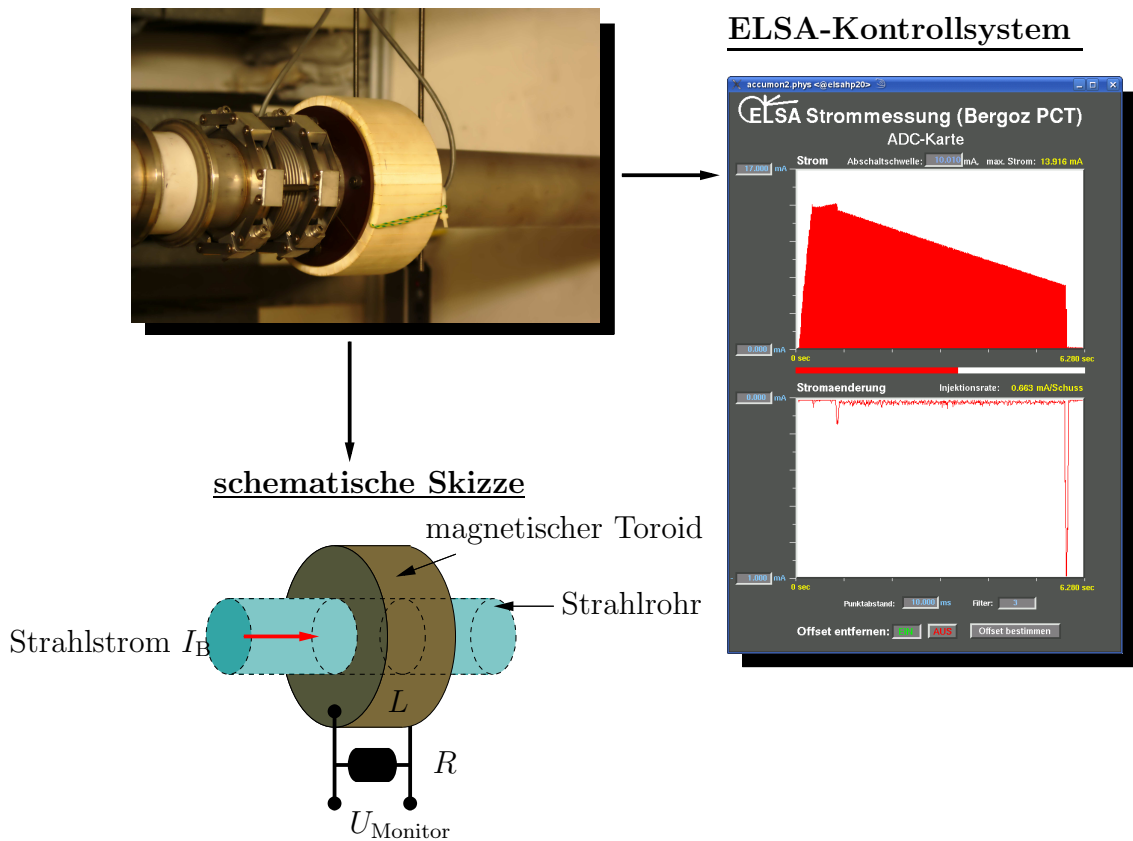 ELSA-Kontrollsystem
accumon2.phys <@elsahp20>
ELSA Strommessung (Bergoz PCT)
ADC-Karte
Strom Abschaltschwelle: 10.010 mA, max. Strom: 13.916 mA
17.000 mA
0.000 mA
0 sec 6.280 sec
Stromaenderung Injektionsrate: 0.663 mA/Schuss
0.000 mA
1.000 mA
0 sec 6.280 sec
Punktabstand: 10.000 ms Filter: 3
Offset entfernen: EIN AUS Offset bestimmen
schematische Skizze
magnetischer Toroid
Strahlrohr
Strahlstrom I_B
L
R
U_Monitor